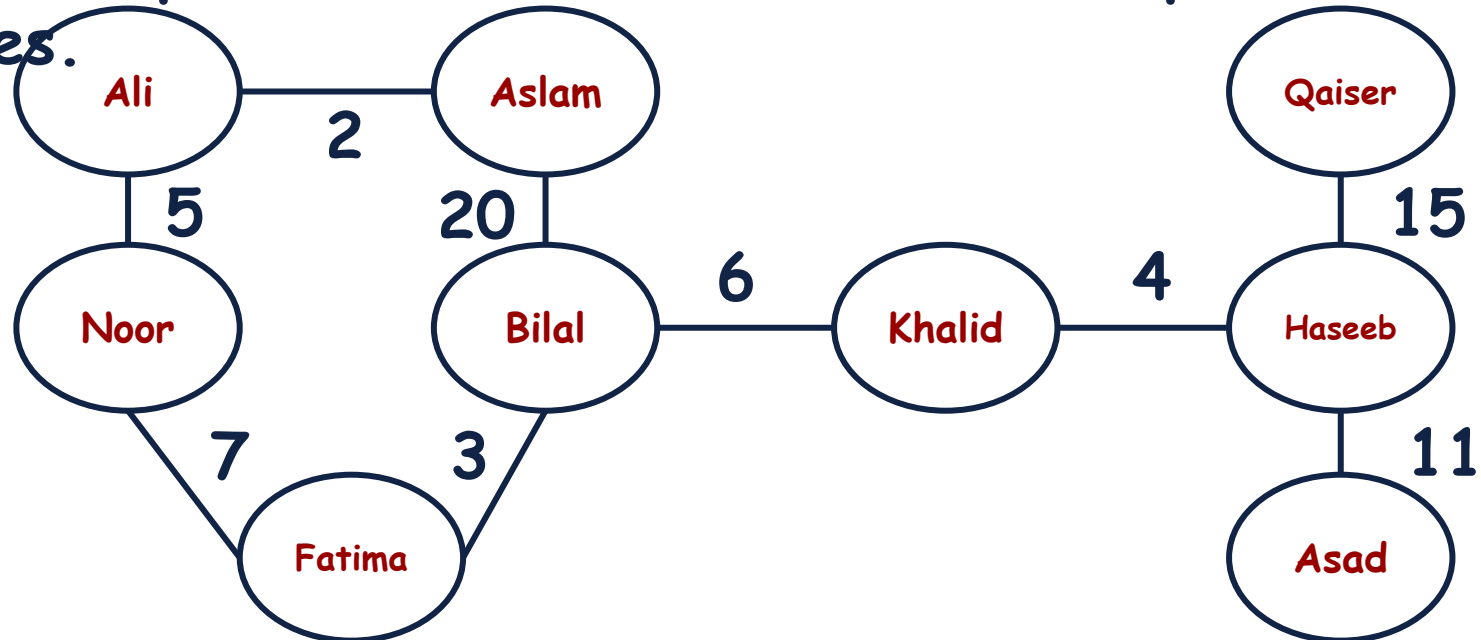 es.
Ali
Aslam
Qaiser
2
5
20
15
6
4
Noor
Bilal
Khalid
Haseeb
7
3
11
Fatima
Asad